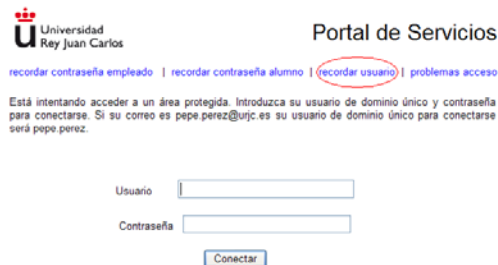 Universidad
Rey Juan Carlos
Portal de Servicios
recordar contraseña empleado | recordar contraseña alumno | recordar usuario | problemas acceso
Está intentando acceder a un área protegida. Introduzca su usuario de dominio único y contraseña
para conectarse. Si su correo es pepe.perez@urjc.es su usuario de dominio único para conectarse
será pepe.perez.
Usuario
Contraseña
Conectar